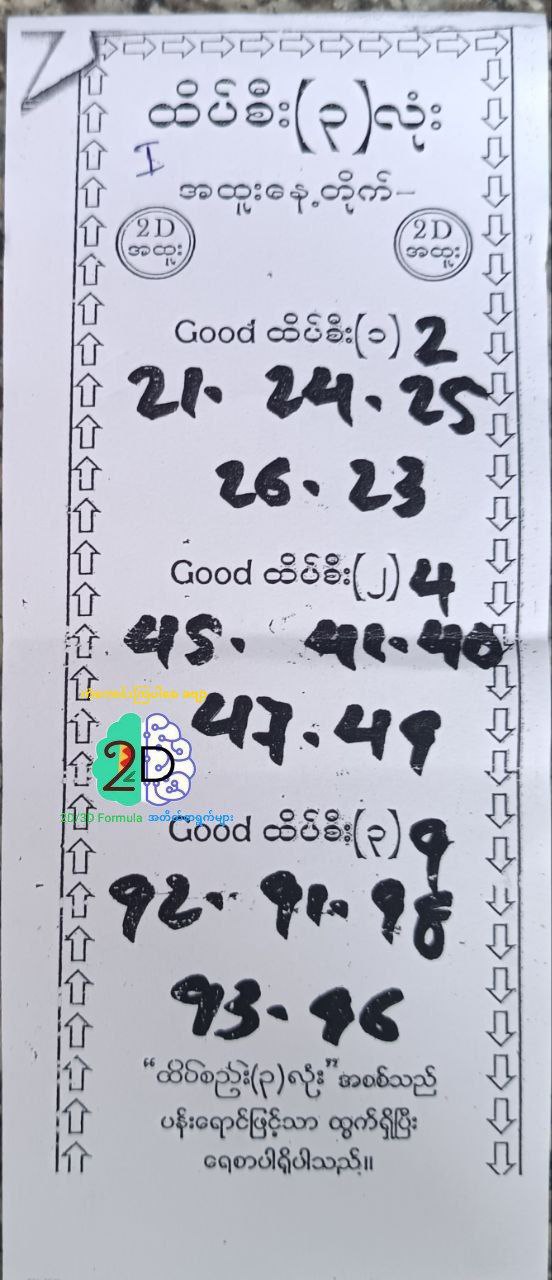 ထိပ်စီး(၃)လုံး
I
အထူးနေ့တိုက်–
2D
အထူး
2D
အထူး
Good ထိပ်စီး(၁) 2
21. 24. 25
26. 23
Good ထိပ်စီး(၂) 4
45. 41. 40
47. 49
2D
2D/3D Formula
Good ထိပ်စီး(၃) 9
92. 91. 98
93. 96
“ထိပ်စည်း(၃)လုံး” အစစ်သည်
ပန်းရောင်ဖြင့်သာ ထွက်ရှိပြီး
ရေစာပါရှိပါသည်။